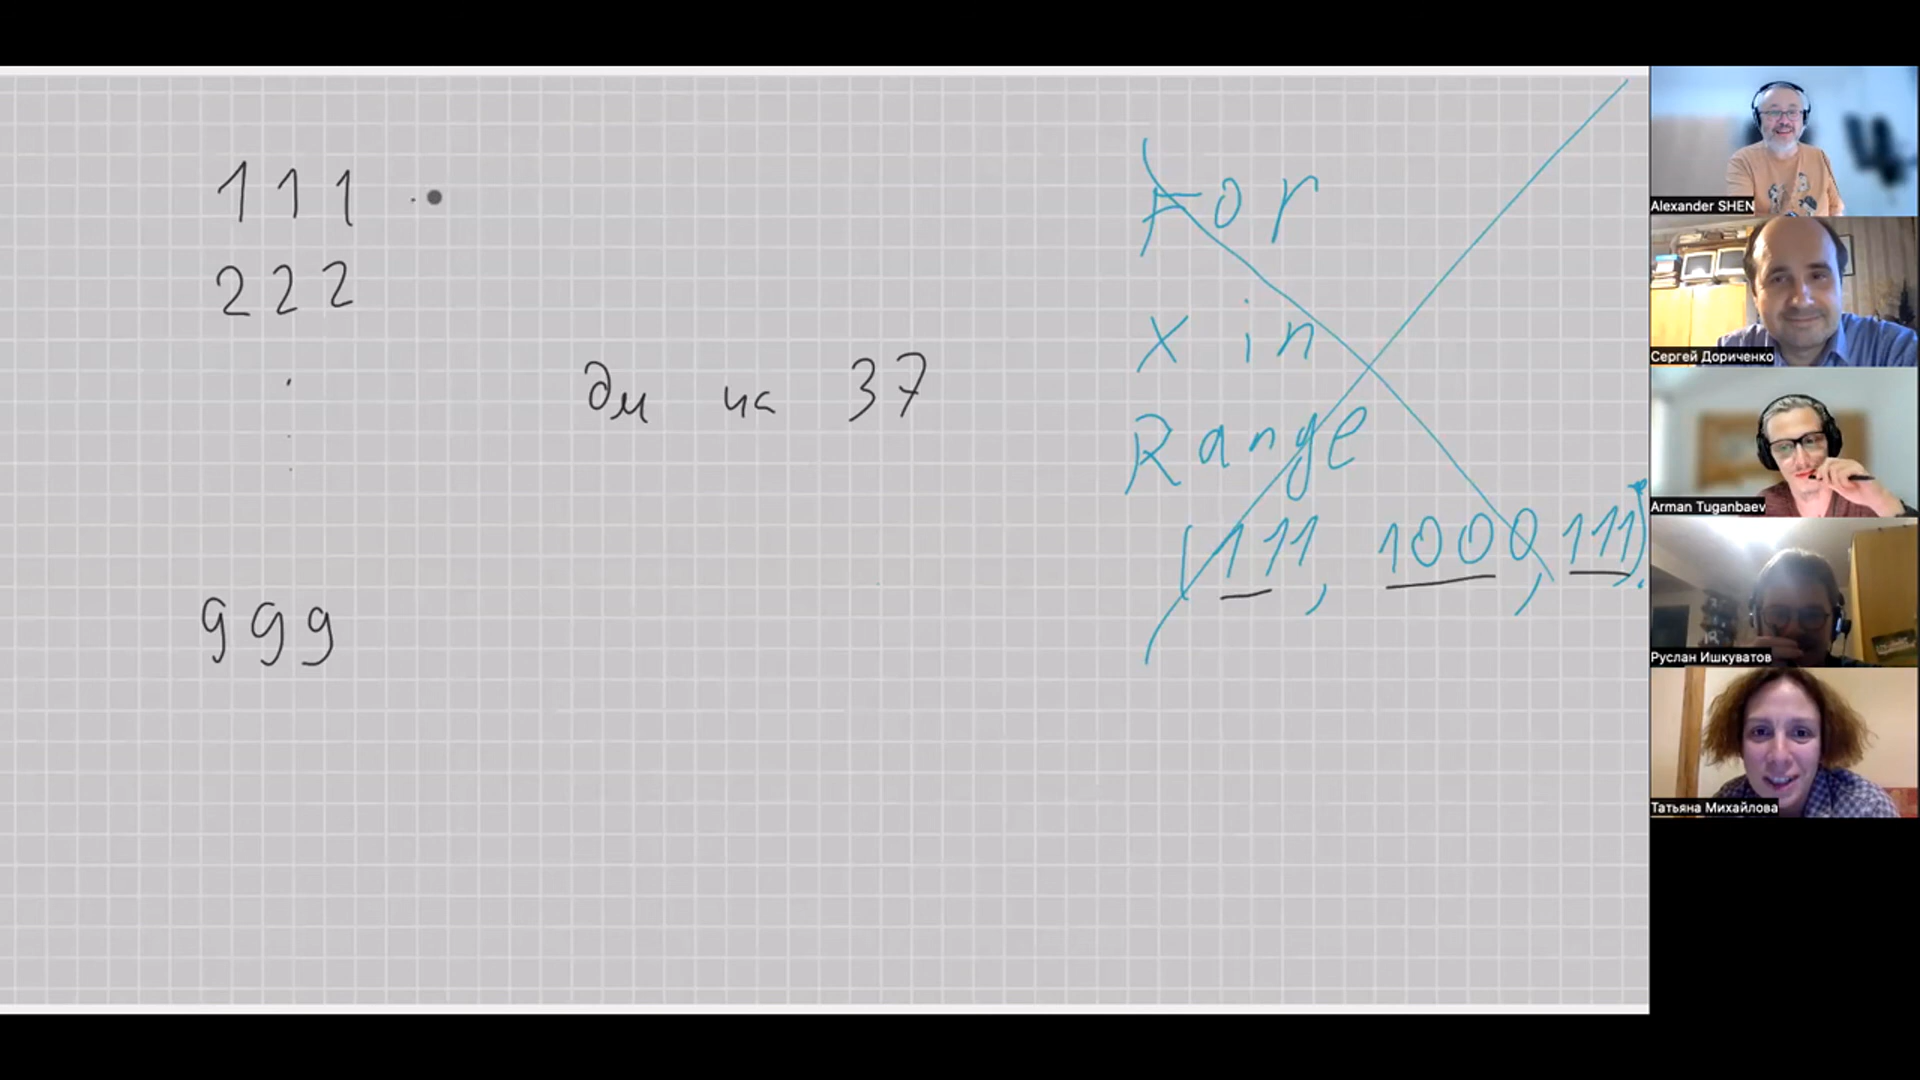 111 .
222
999
на 37
For
x in
Range
(111, 1000, 111).
Alexander SHEN
Сергей Дориченко
Arman Tuganbaev
Руслан Ишкуватов
Татьяна Михайлова